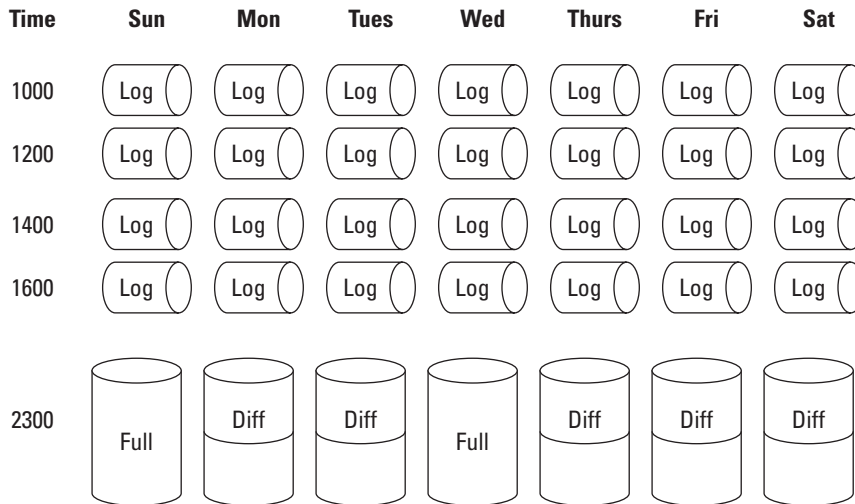 Time Sun Mon Tues Wed Thurs Fri Sat
1000 Log Log Log Log Log Log Log
1200 Log Log Log Log Log Log Log
1400 Log Log Log Log Log Log Log
1600 Log Log Log Log Log Log Log
2300 Full Diff Diff Full Diff Diff Diff